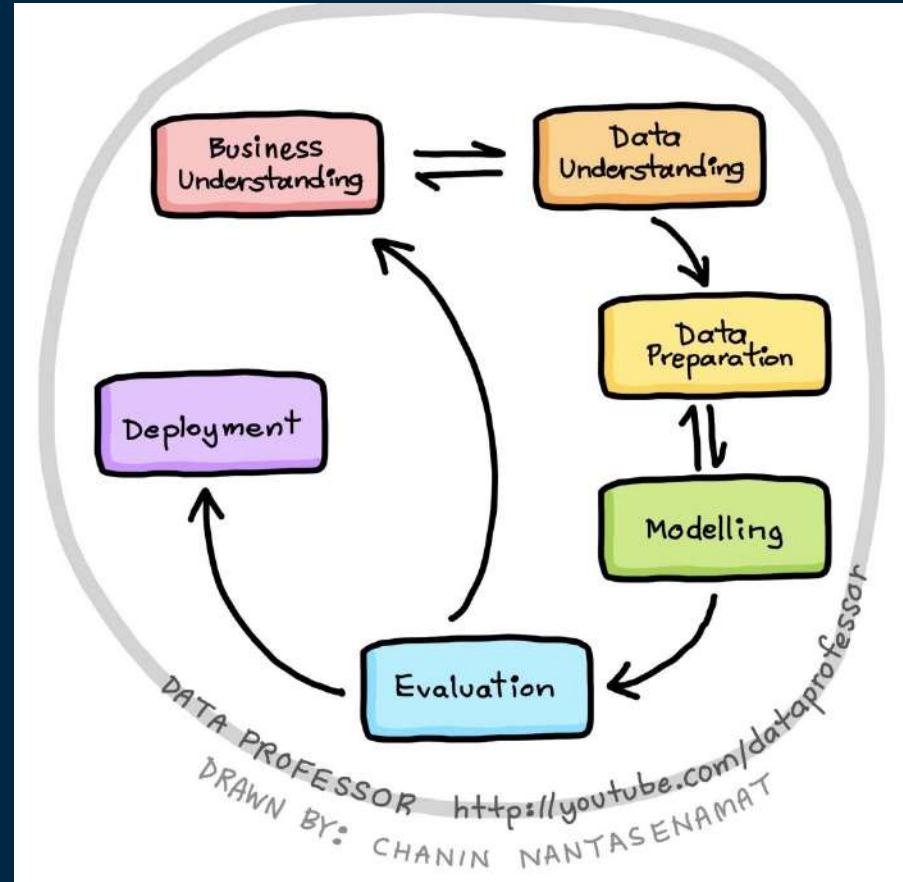 Business
Understanding
Data
Understanding
Data
Preparation
Deployment
Modelling
Evaluation
DATA PROFESSOR http://youtube.com/dataprofessor
DRAWN BY: CHANIN NANTASENAMAT